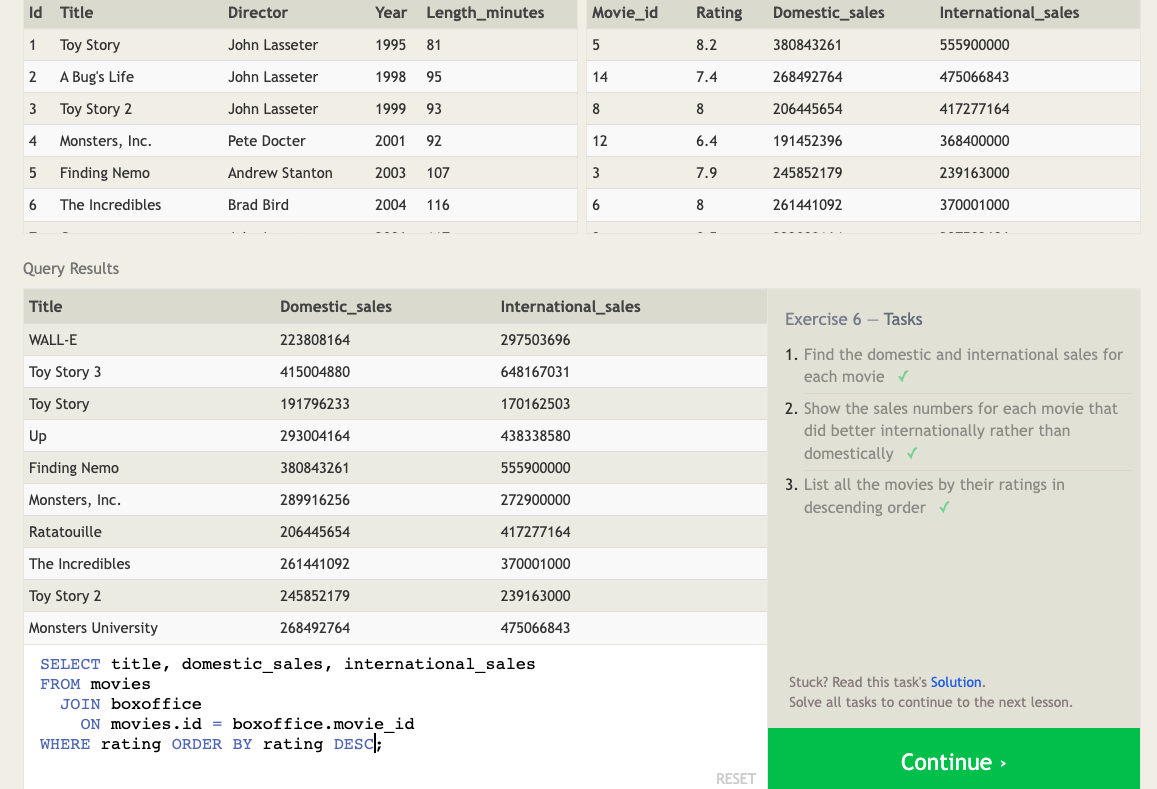 Id Title Director Year Length_minutes
1 Toy Story John Lasseter 1995 81
2 A Bug's Life John Lasseter 1998 95
3 Toy Story 2 John Lasseter 1999 93
4 Monsters, Inc. Pete Docter 2001 92
5 Finding Nemo Andrew Stanton 2003 107
6 The Incredibles Brad Bird 2004 116
Movie_id Rating Domestic_sales International_sales
5 8.2 380843261 555900000
14 7.4 268492764 475066843
8 8 206445654 417277164
12 6.4 191452396 368400000
3 7.9 245852179 239163000
6 8 261441092 370001000
Query Results
Title Domestic_sales International_sales
WALL-E 223808164 297503696
Toy Story 3 415004880 648167031
Toy Story 191796233 170162503
Up 293004164 438338580
Finding Nemo 380843261 555900000
Monsters, Inc. 289916256 272900000
Ratatouille 206445654 417277164
The Incredibles 261441092 370001000
Toy Story 2 245852179 239163000
Monsters University 268492764 475066843
SELECT title, domestic_sales, international_sales
FROM movies
JOIN boxoffice
ON movies.id = boxoffice.movie_id
WHERE rating ORDER BY rating DESC;
RESET
Exercise 6 — Tasks
1. Find the domestic and international sales for
each movie ✓
2. Show the sales numbers for each movie that
did better internationally rather than
domestically ✓
3. List all the movies by their ratings in
descending order ✓
Stuck? Read this task's Solution.
Solve all tasks to continue to the next lesson.
Continue ›